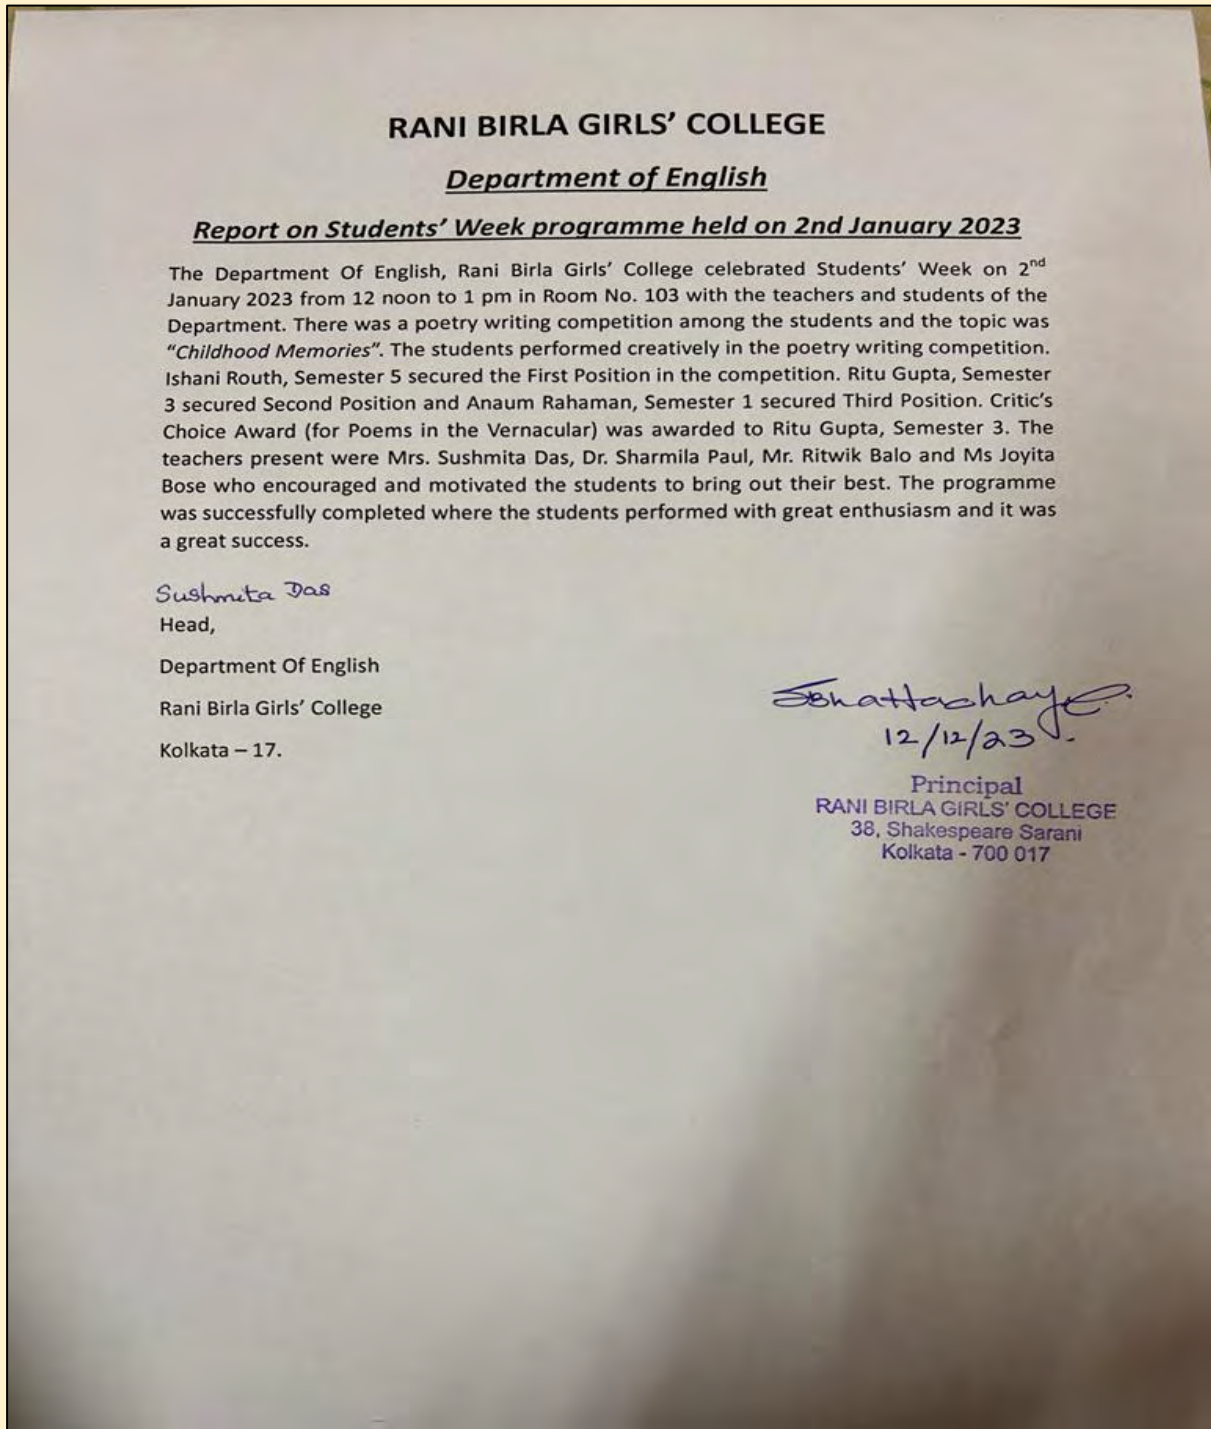 RANI BIRLA GIRLS' COLLEGE
Department of English
Report on Students' Week programme held on 2nd January 2023
The Department Of English, Rani Birla Girls' College celebrated Students' Week on 2nd
January 2023 from 12 noon to 1 pm in Room No. 103 with the teachers and students of the
Department. There was a poetry writing competition among the students and the topic was
"Childhood Memories". The students performed creatively in the poetry writing competition.
Ishani Routh, Semester 5 secured the First Position in the competition. Ritu Gupta, Semester
3 secured Second Position and Anaum Rahaman, Semester 1 secured Third Position. Critic's
Choice Award (for Poems in the Vernacular) was awarded to Ritu Gupta, Semester 3. The
teachers present were Mrs. Sushmita Das, Dr. Sharmila Paul, Mr. Ritwik Balo and Ms Joyita
Bose who encouraged and motivated the students to bring out their best. The programme
was successfully completed where the students performed with great enthusiasm and it was
a great success.
Sushmita Das
Head,
Department Of English
Rani Birla Girls' College
Kolkata – 17.
12/12/23
Principal
RANI BIRLA GIRLS' COLLEGE
38, Shakespeare Sarani
Kolkata - 700 017